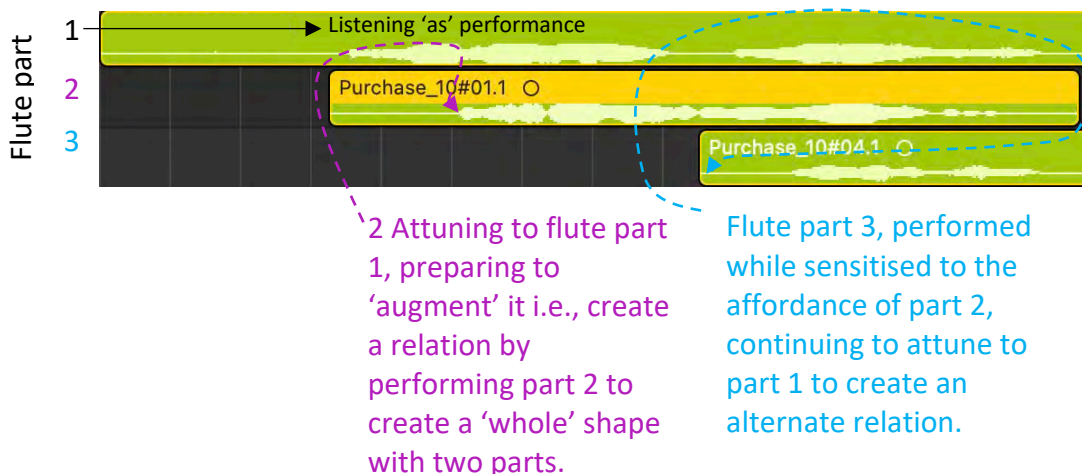 Flute part
1
Listening ‘as’ performance
2
Purchase_10#01.1
3
Purchase_10#04.1
2 Attuning to flute part
1, preparing to
‘augment’ it i.e., create
a relation by
performing part 2 to
create a ‘whole’ shape
with two parts.
Flute part 3, performed
while sensitised to the
affordance of part 2,
continuing to attune to
part 1 to create an
alternate relation.